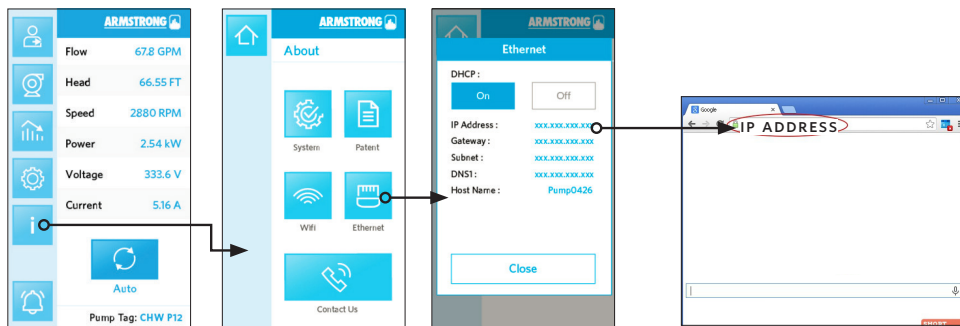 ARMSTRONG
Flow 67.8 GPM
Head 66.55 FT
Speed 2880 RPM
Power 2.54 kW
Voltage 333.6 V
Current 5.16 A
i
Auto
Pump Tag: CHW P12
ARMSTRONG
About
System Patent
Wifi Ethernet
Contact Us
ARMSTRONG
Ethernet
DHCP :
On Off
IP Address : xxx.xxx.xxx.xxx
Gateway : xxx.xxx.xxx.xxx
Subnet : xxx.xxx.xxx.xxx
DNS1 : xxx.xxx.xxx.xxx
Host Name : Pump0426
Close
Google
IP ADDRESS